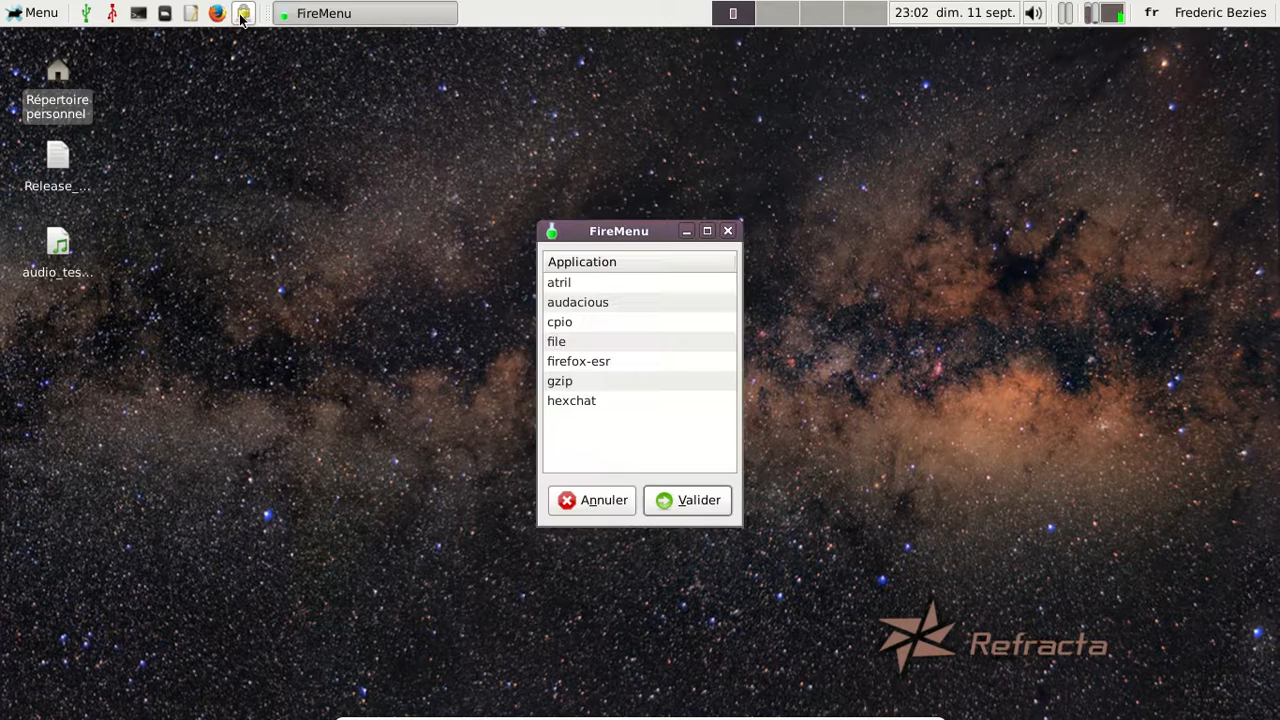 Menu
FireMenu
23:02 dim. 11 sept.
fr
Frederic Bezies
Répertoire
personnel
Release_...
audio_tes...
FireMenu
Application
atril
audacious
cpio
file
firefox-esr
gzip
hexchat
Annuler
Valider
Refracta